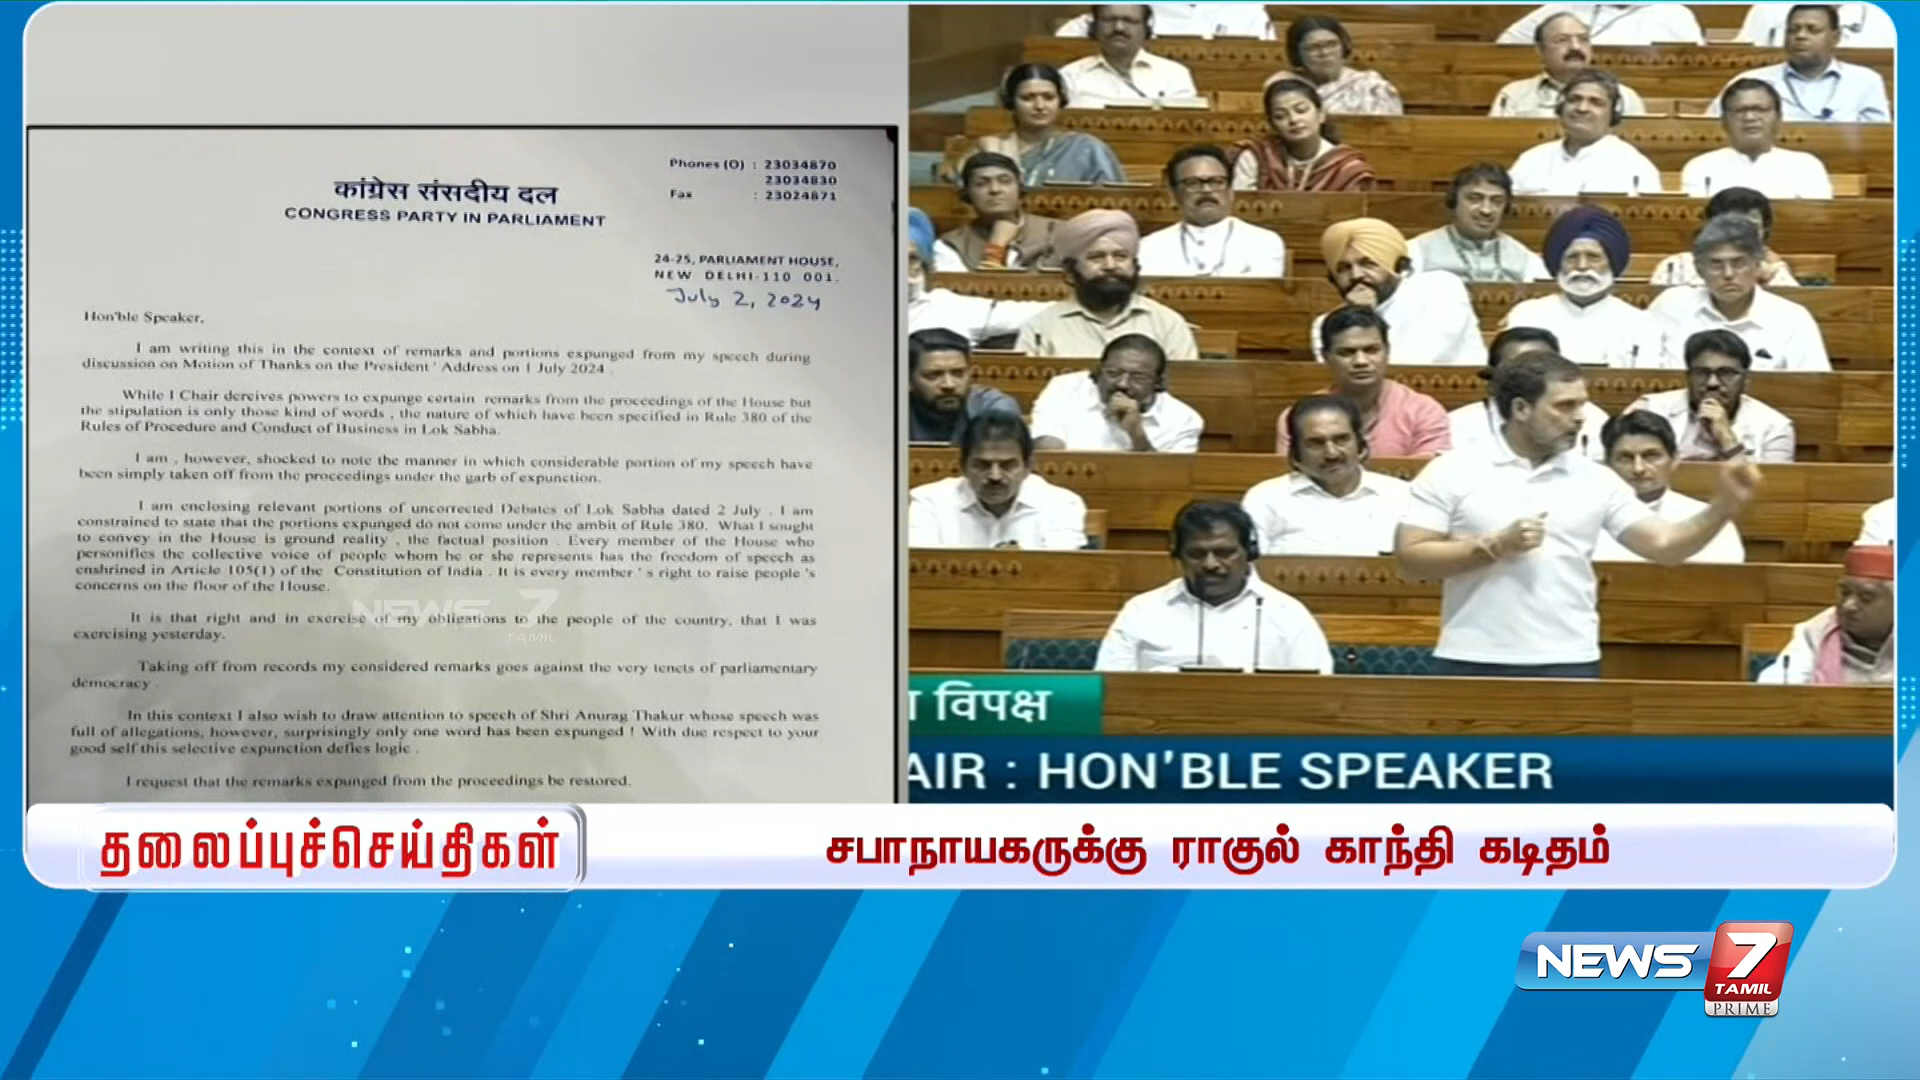 Phones (O) : 23034870
23034830
Fax : 23024871
कांग्रेस संसदीय दल
CONGRESS PARTY IN PARLIAMENT
24-25, PARLIAMENT HOUSE,
NEW DELHI-110 001.
July 2, 2024
Hon'ble Speaker,
I am writing this in the context of remarks and portions expunged from my speech during
discussion on Motion of Thanks on the President ' Address on 1 July 2024 .
While I Chair dereives powers to expunge certain remarks from the proceedings of the House but
the stipulation is only those kind of words , the nature of which have been specified in Rule 380 of the
Rules of Procedure and Conduct of Business in Lok Sabha.
I am , however, shocked to note the manner in which considerable portion of my speech have
been simply taken off from the proceedings under the garb of expunction.
I am enclosing relevant portions of uncorrected Debates of Lok Sabha dated 2 July . I am
constrained to state that the portions expunged do not come under the ambit of Rule 380. What I sought
to convey in the House is ground reality , the factual position . Every member of the House who
personifies the collective voice of people whom he or she represents has the freedom of speech as
enshrined in Article 105(1) of the Constitution of India . It is every member ' s right to raise people 's
concerns on the floor of the House.
It is that right and in exercise of my obligations to the people of the country, that I was
exercising yesterday.
Taking off from records my considered remarks goes against the very tenets of parliamentary
democracy .
In this context I also wish to draw attention to speech of Shri Anurag Thakur whose speech was
full of allegations, however, surprisingly only one word has been expunged ! With due respect to your
good self this selective expunction defies logic .
I request that the remarks expunged from the proceedings be restored.
NEWS 7
TAMIL
विपक्ष
AIR : HON'BLE SPEAKER
தலைப்புச்செய்திகள்
சபாநாயகருக்கு ராகுல் காந்தி கடிதம்
NEWS 7
TAMIL
PRIME